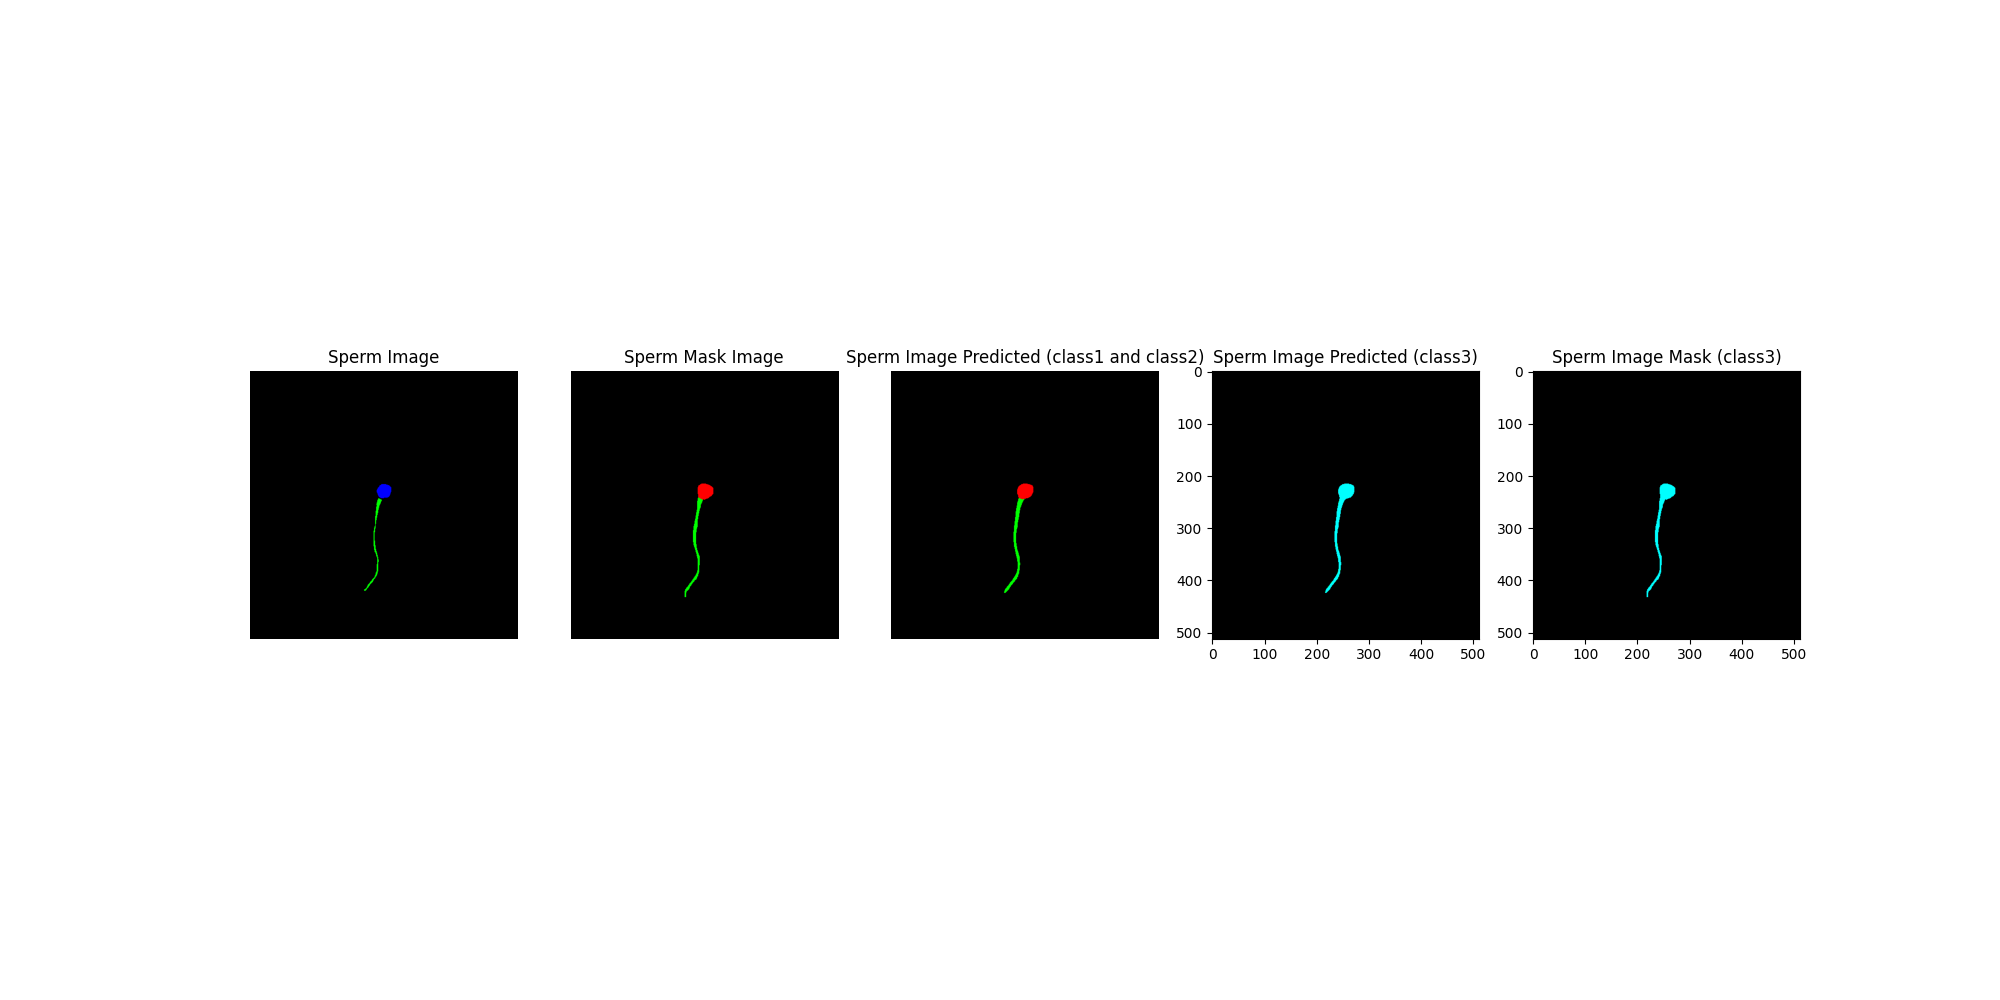 Sperm Image
Sperm Mask Image
Sperm Image Predicted (class1 and class2)
Sperm Image Predicted (class3)
Sperm Image Mask (class3)
0
100
200
300
400
500
0 100 200 300 400 500
0
100
200
300
400
500
0 100 200 300 400 500